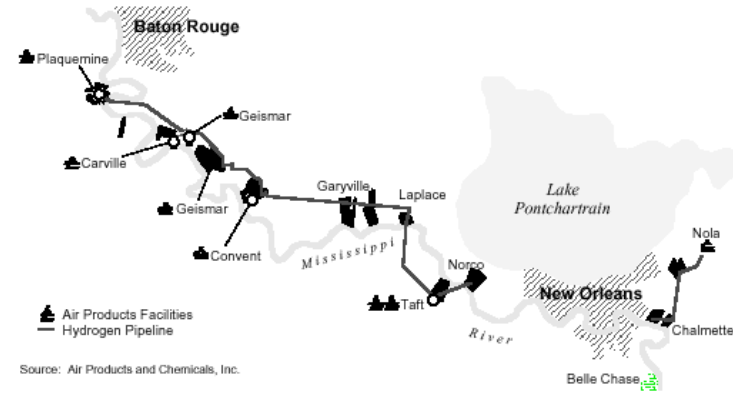 Baton Rouge
Plaquemine
Geismar
Carville
Geismar
Garyville
Laplace
Lake
Pontchartrain
Nola
Convent
Mississippi
Norco
New Orleans
Taft
Air Products Facilities
Hydrogen Pipeline
River
Chalmette
Source: Air Products and Chemicals, Inc.
Belle Chase